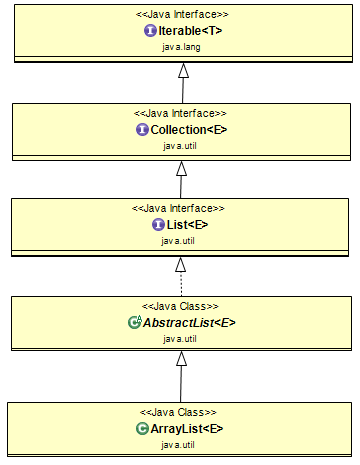 <<Java Interface>>
Iterable<T>
java.lang
<<Java Interface>>
Collection<E>
java.util
<<Java Interface>>
List<E>
java.util
<<Java Class>>
AbstractList<E>
java.util
<<Java Class>>
ArrayList<E>
java.util